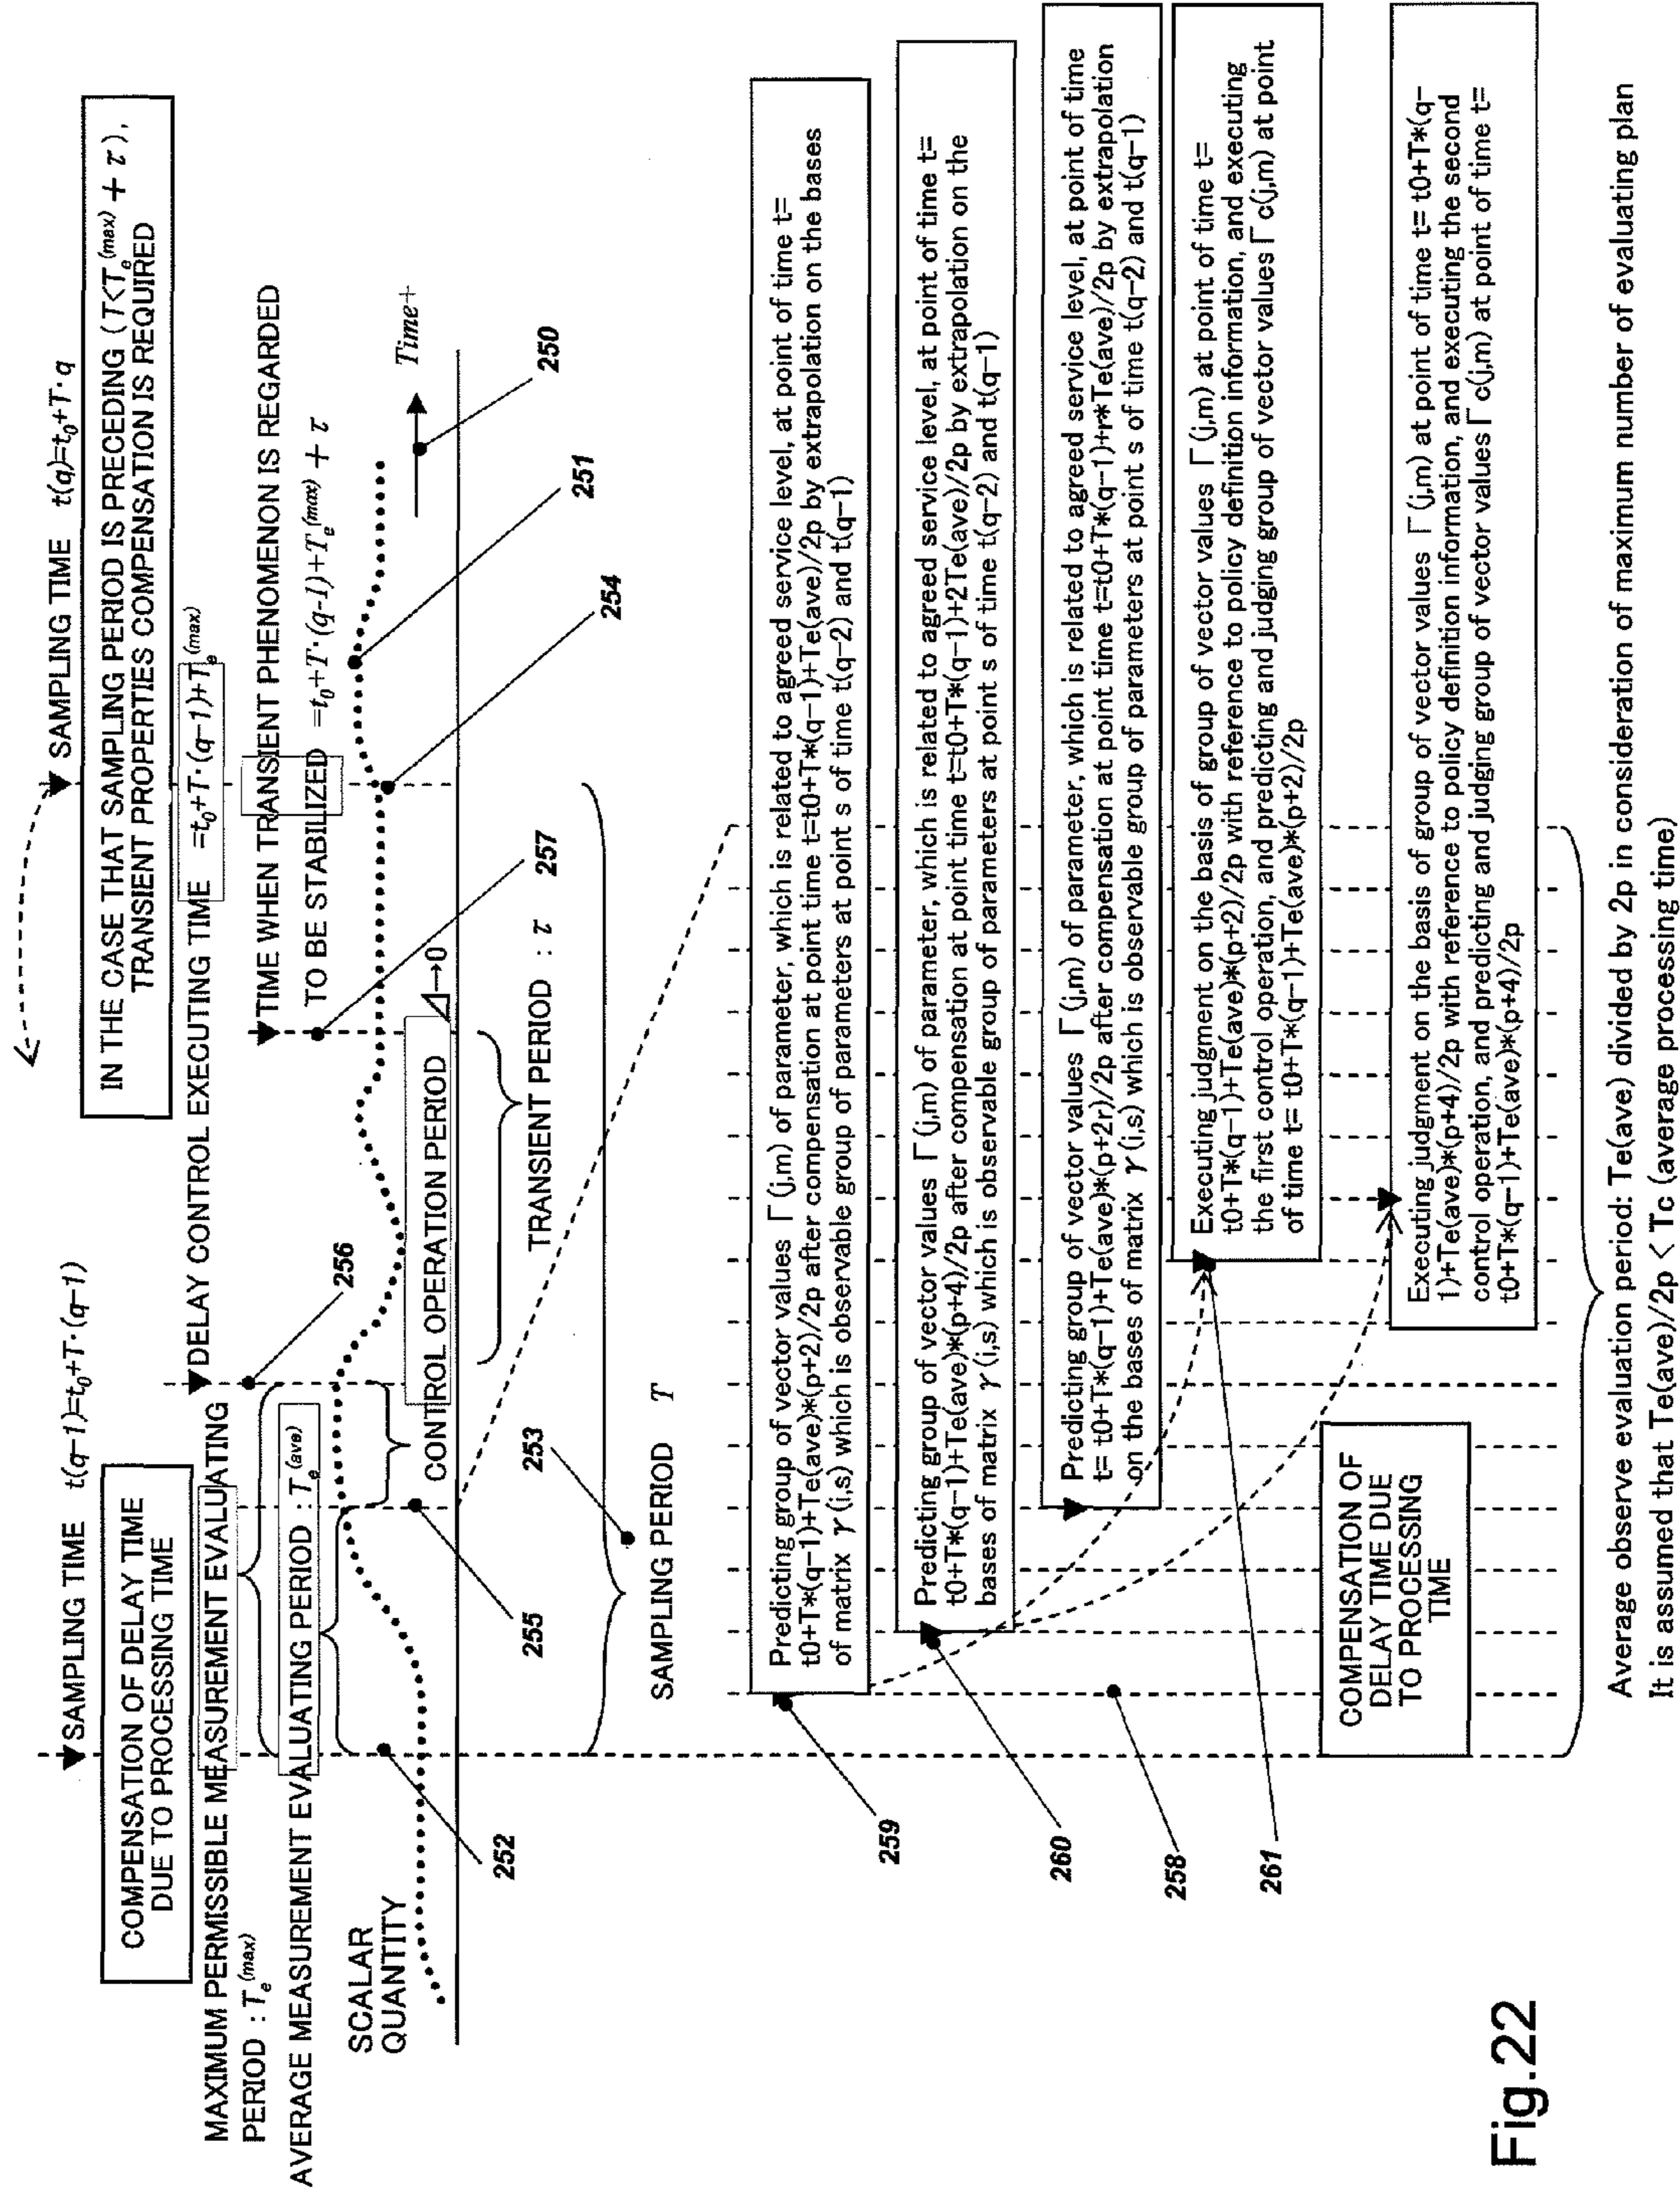 SAMPLING TIME t(q-1)=t0+T·(q-1)
SAMPLING TIME t(q)=t0+T·q
COMPENSATION OF DELAY TIME
DUE TO PROCESSING TIME
IN THE CASE THAT SAMPLING PERIOD IS PRECEDING (T<Te(max)+τ),
TRANSIENT PROPERTIES COMPENSATION IS REQUIRED
MAXIMUM PERMISSIBLE MEASUREMENT EVALUATING
PERIOD : Te(max)
DELAY CONTROL EXECUTING TIME =t0+T·(q-1)+Te(max)
AVERAGE MEASUREMENT EVALUATING PERIOD : Te(ave)
256
TIME WHEN TRANSIENT PHENOMENON IS REGARDED
TO BE STABILIZED =t0+T·(q-1)+Te(max)+τ
SCALAR
QUANTITY
CONTROL OPERATION PERIOD
⊿→0
Time+
250
251
252
255
253
TRANSIENT PERIOD : τ
257
254
SAMPLING PERIOD T
Predicting group of vector values Γ(j,m) of parameter, which is related to agreed service level, at point of time t=
t0+T*(q-1)+Te(ave)*(p+2)/2p after compensation at point time t=t0+T*(q-1)+Te(ave)/2p by extrapolation on the bases
of matrix γ(i,s) which is observable group of parameters at point s of time t(q-2) and t(q-1)
259
Predicting group of vector values Γ(j,m) of parameter, which is related to agreed service level, at point of time t=
t0+T*(q-1)+Te(ave)*(p+4)/2p after compensation at point time t=t0+T*(q-1)+2Te(ave)/2p by extrapolation on the
bases of matrix γ(i,s) which is observable group of parameters at point s of time t(q-2) and t(q-1)
260
Predicting group of vector values Γ(j,m) of parameter, which is related to agreed service level, at point of time
t= t0+T*(q-1)+Te(ave)*(p+2r)/2p after compensation at point time t=t0+T*(q-1)+r*Te(ave)/2p by extrapolation
on the bases of matrix γ(i,s) which is observable group of parameters at point s of time t(q-2) and t(q-1)
258
Executing judgment on the basis of group of vector values Γ(j,m) at point of time t=
t0+T*(q-1)+Te(ave)*(p+2)/2p with reference to policy definition information, and executing
the first control operation, and predicting and judging group of vector values Γc(j,m) at point
of time t= t0+T*(q-1)+Te(ave)*(p+2)/2p
261
COMPENSATION OF
DELAY TIME DUE
TO PROCESSING
TIME
Executing judgment on the basis of group of vector values Γ(j,m) at point of time t= t0+T*(q-
1)+Te(ave)*(p+4)/2p with reference to policy definition information, and executing the second
control operation, and predicting and judging group of vector values Γc(j,m) at point of time t=
t0+T*(q-1)+Te(ave)*(p+4)/2p
Average observe evaluation period: Te(ave) divided by 2p in consideration of maximum number of evaluating plan
It is assumed that Te(ave)/2p < Tc (average processing time)
Fig.22